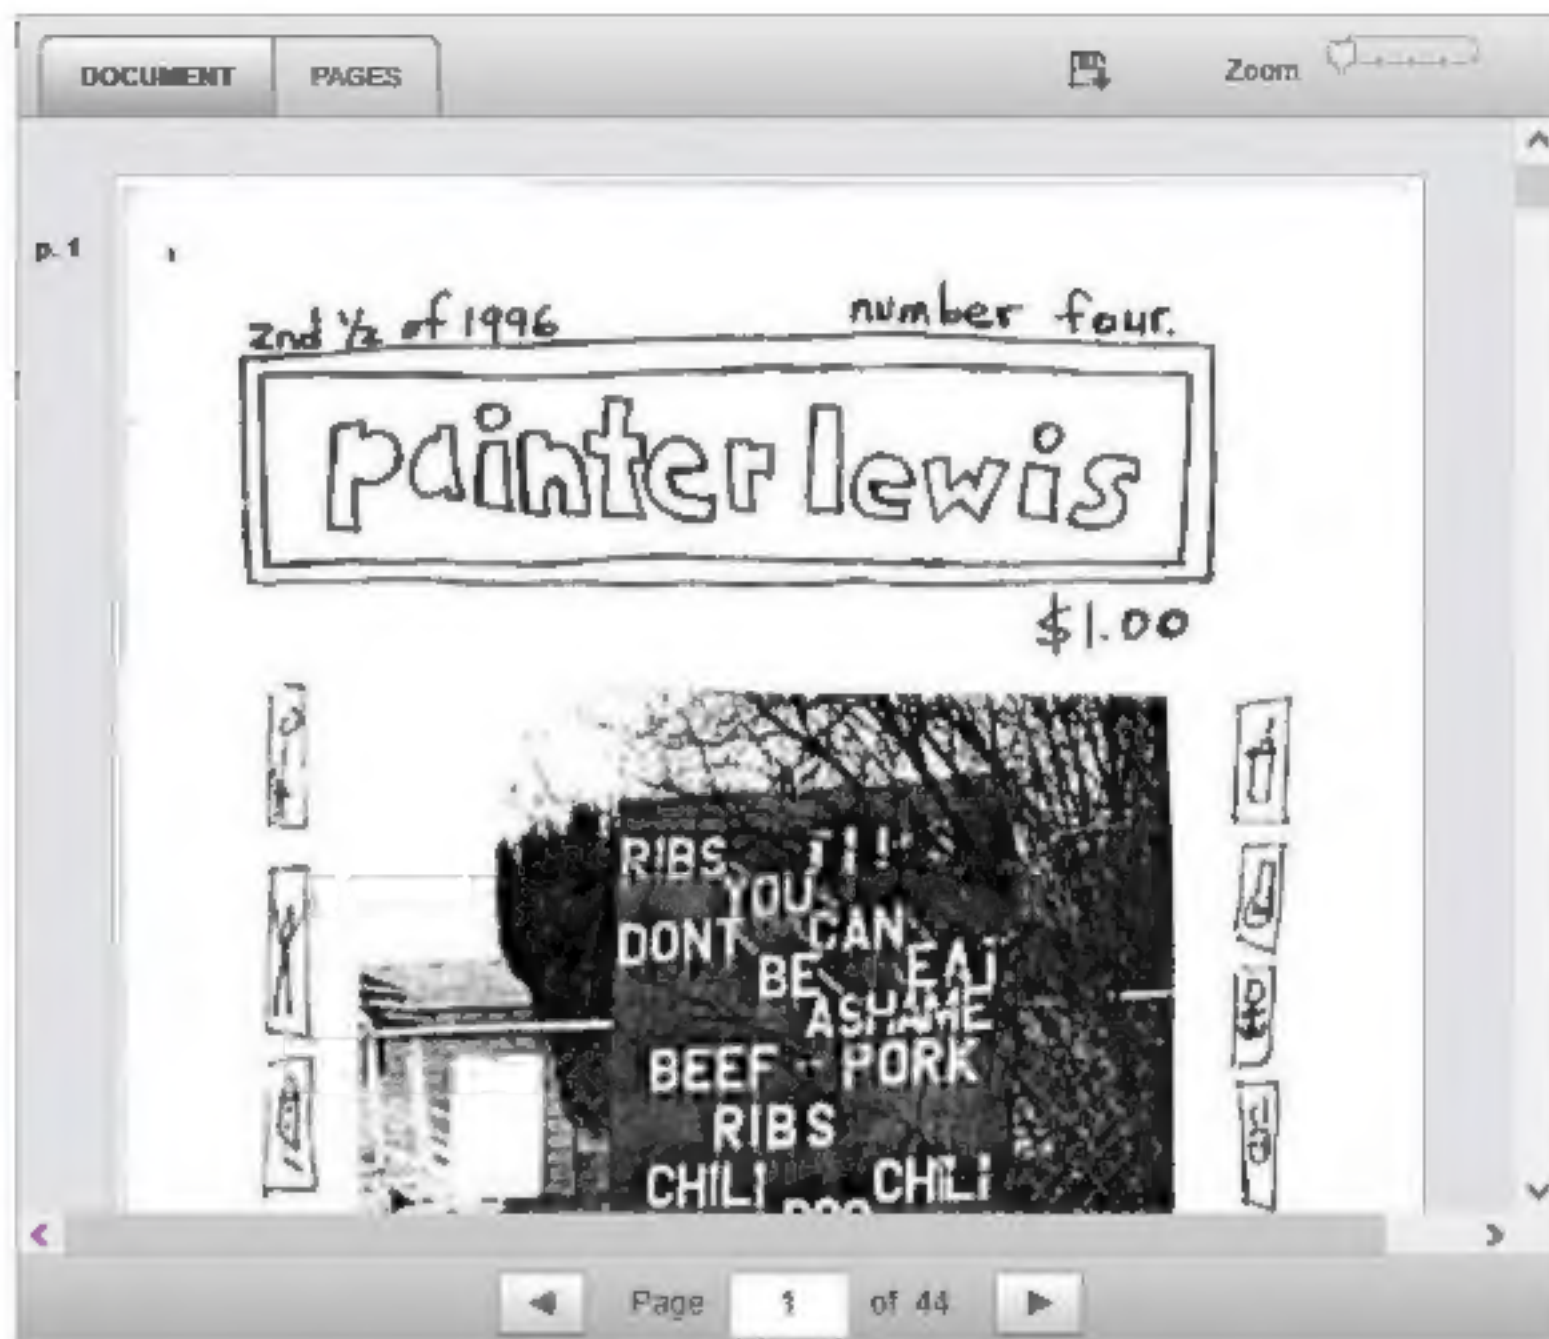 DOCUMENT PAGES Zoom
p. 1
2nd ½ of 1996 number four.
painter lewis
$1.00
RIBS
YOU
DONT CAN
BE EAT
ASHAME
BEEF - PORK
RIBS
CHILI CHILI
Page 1 of 44